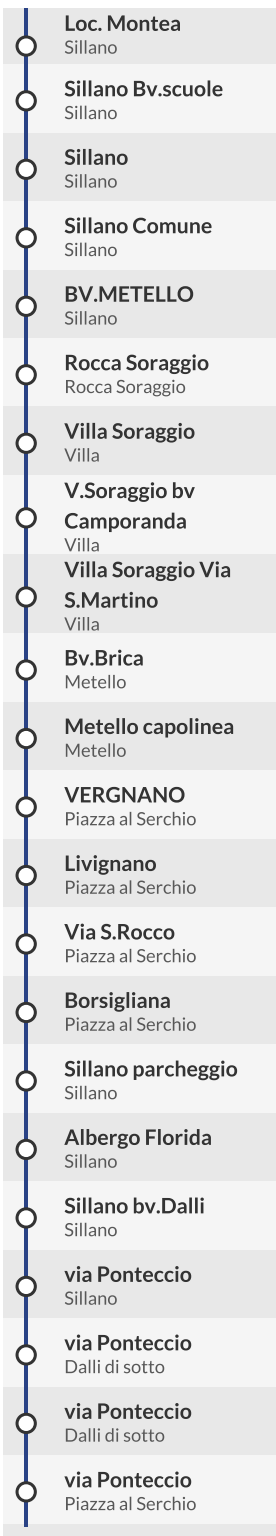 Loc. Montea
Sillano
Sillano Bv.scuole
Sillano
Sillano
Sillano
Sillano Comune
Sillano
BV.METELLO
Sillano
Rocca Soraggio
Rocca Soraggio
Villa Soraggio
Villa
V.Soraggio bv
Camporanda
Villa
Villa Soraggio Via
S.Martino
Villa
Bv.Brica
Metello
Metello capolinea
Metello
VERGNANO
Piazza al Serchio
Livignano
Piazza al Serchio
Via S.Rocco
Piazza al Serchio
Borsigliana
Piazza al Serchio
Sillano parcheggio
Sillano
Albergo Florida
Sillano
Sillano bv.Dalli
Sillano
via Ponteccio
Sillano
via Ponteccio
Dalli di sotto
via Ponteccio
Dalli di sotto
via Ponteccio
Piazza al Serchio